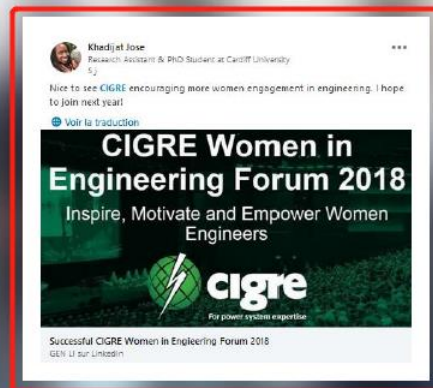 Khadijat Jose
Research Assistant & PhD Student at Cardiff University
5 j
Nice to see CIGRE encouraging more women engagement in engineering. I hope
to join next year!
Voir la traduction
CIGRE Women in
Engineering Forum 2018
Inspire, Motivate and Empower Women
Engineers
cigre
For power system expertise
Successful CIGRE Women in Engieering Forum 2018
GEN LI sur LinkedIn